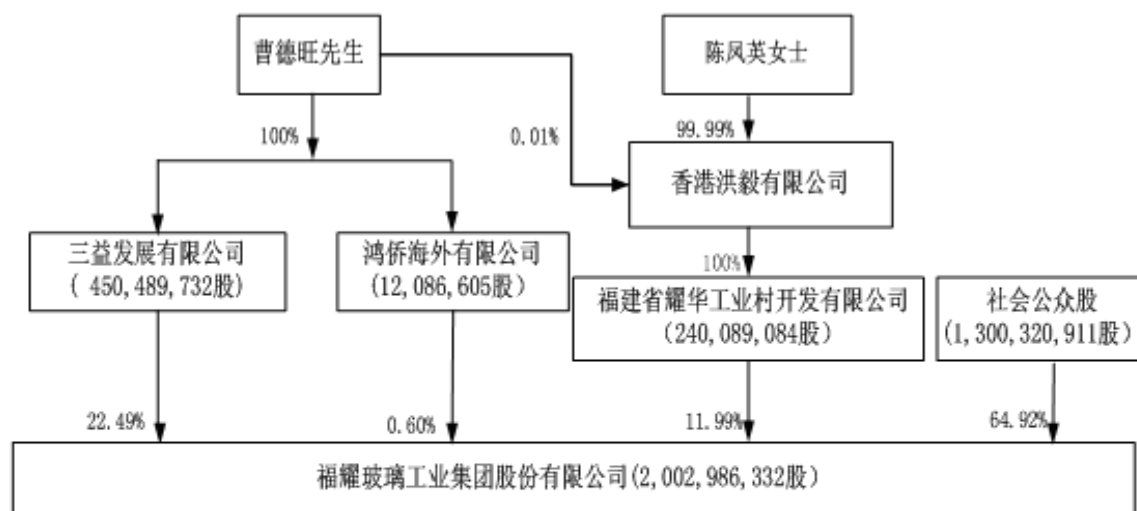 曹德旺先生
陈凤英女士
100%
0.01%
99.99%
香港洪毅有限公司
三益发展有限公司
( 450,489,732股)
鸿侨海外有限公司
(12,086,605股)
100%
福建省耀华工业村开发有限公司
(240,089,084股)
社会公众股
(1,300,320,911股)
22.49%
0.60%
11.99%
64.92%
福耀玻璃工业集团股份有限公司(2,002,986,332股)